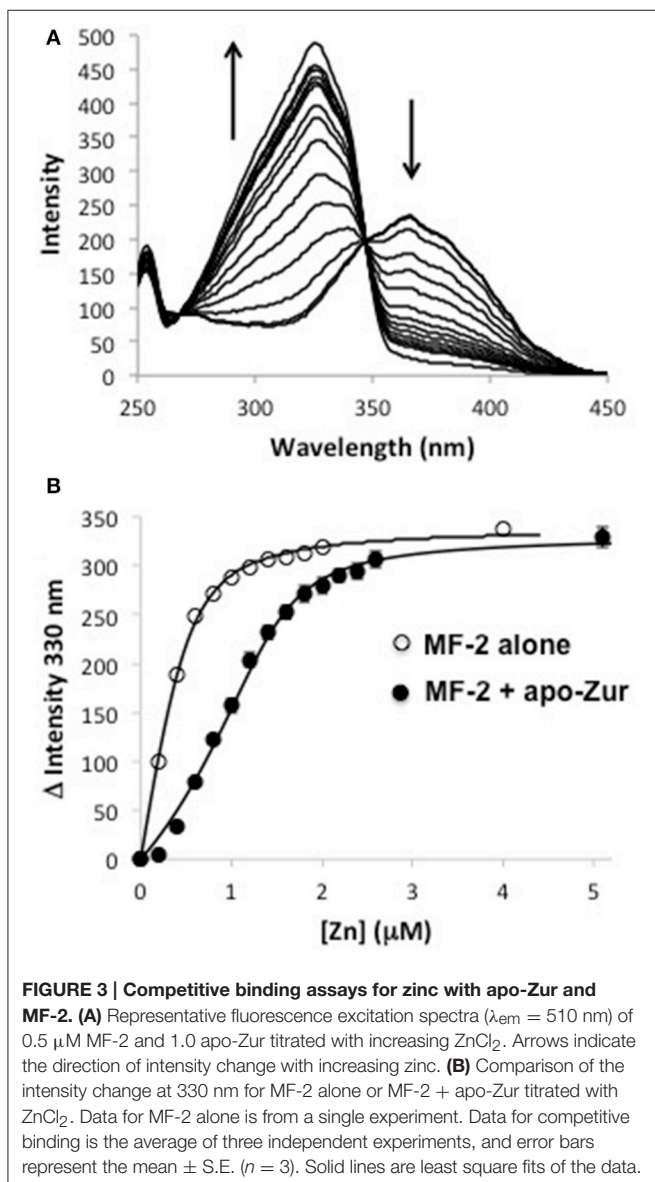 A
500
450
400
350
300
250
200
150
100
50
0
Intensity
250 300 350 400 450
Wavelength (nm)
B
350
300
250
200
150
100
50
0
Δ Intensity 330 nm
MF-2 alone
MF-2 + apo-Zur
0 1 2 3 4 5
[Zn] (μM)
FIGURE 3 | Competitive binding assays for zinc with apo-Zur and
MF-2. (A) Representative fluorescence excitation spectra (λem = 510 nm) of
0.5 μM MF-2 and 1.0 apo-Zur titrated with increasing ZnCl2. Arrows indicate
the direction of intensity change with increasing zinc. (B) Comparison of the
intensity change at 330 nm for MF-2 alone or MF-2 + apo-Zur titrated with
ZnCl2. Data for MF-2 alone is from a single experiment. Data for competitive
binding is the average of three independent experiments, and error bars
represent the mean ± S.E. (n = 3). Solid lines are least square fits of the data.